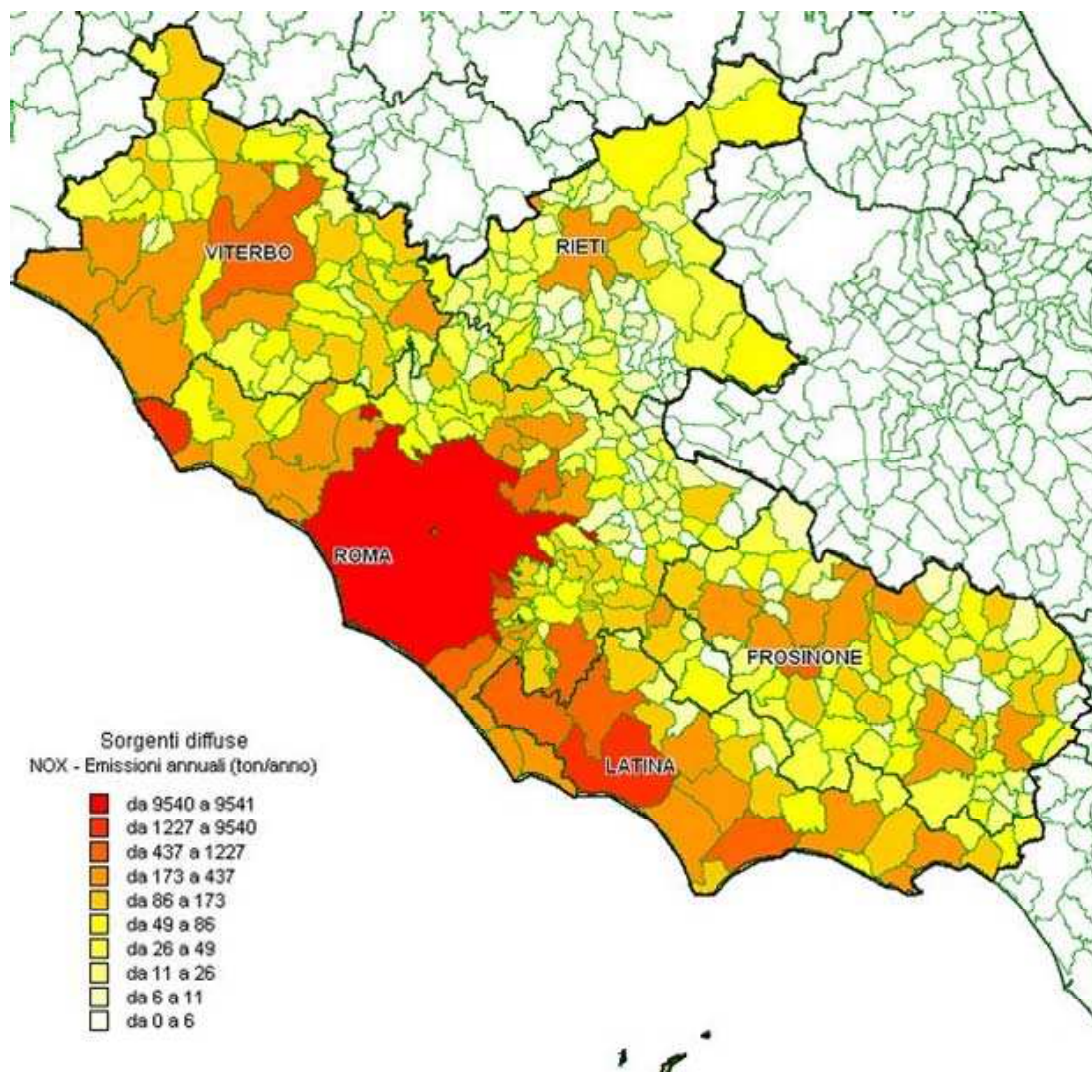 VITERBO
RIETI
ROMA
FROSINONE
LATINA
Sorgenti diffuse
NOX - Emissioni annuali (ton/anno)
da 9540 a 9541
da 1227 a 9540
da 437 a 1227
da 173 a 437
da 86 a 173
da 49 a 86
da 26 a 49
da 11 a 26
da 6 a 11
da 0 a 6